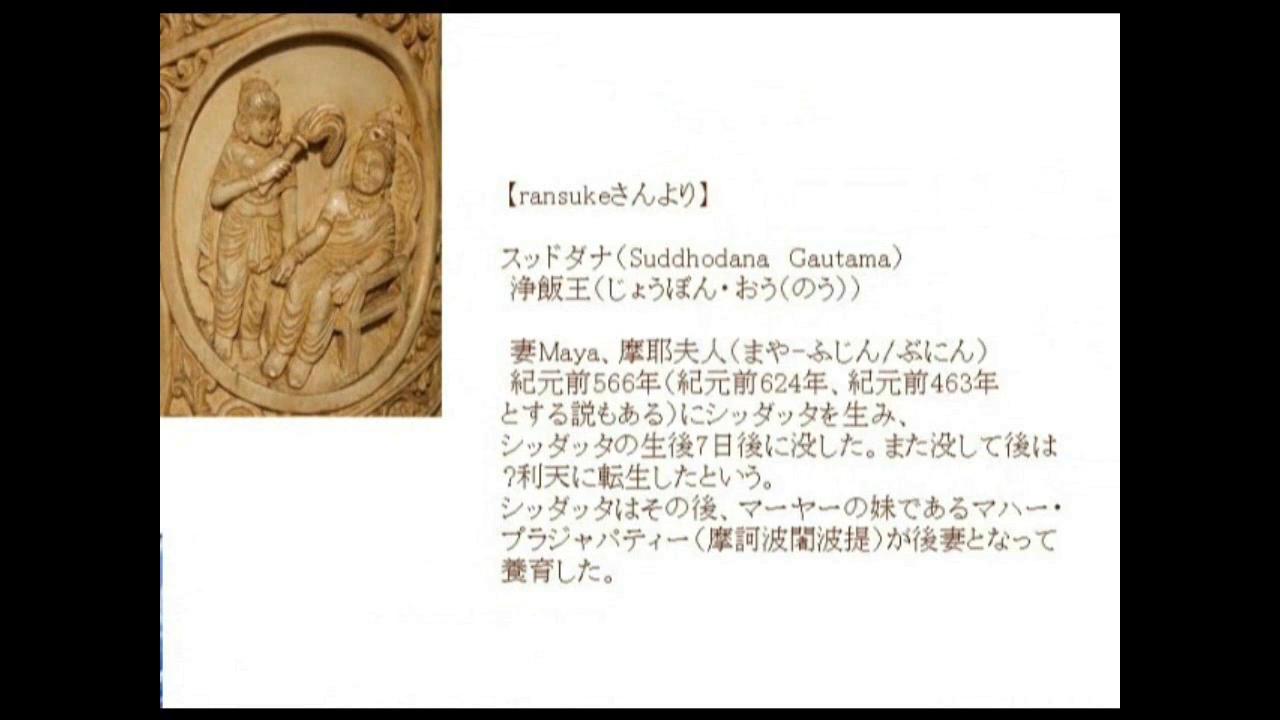 【ransukeさんより】
スッドダナ（Suddhodana　Gautama）
浄飯王（じょうぼん・おう（のう））
妻Maya、摩耶夫人（まや−ふじん/ぶにん）
紀元前566年（紀元前624年、紀元前463年
とする説もある）にシッダッタを生み、
シッダッタの生後7日後に没した。また没して後は
?利天に転生したという。
シッダッタはその後、マーヤーの妹であるマハー・
プラジャパティー（摩訶波闍波提）が後妻となって
養育した。